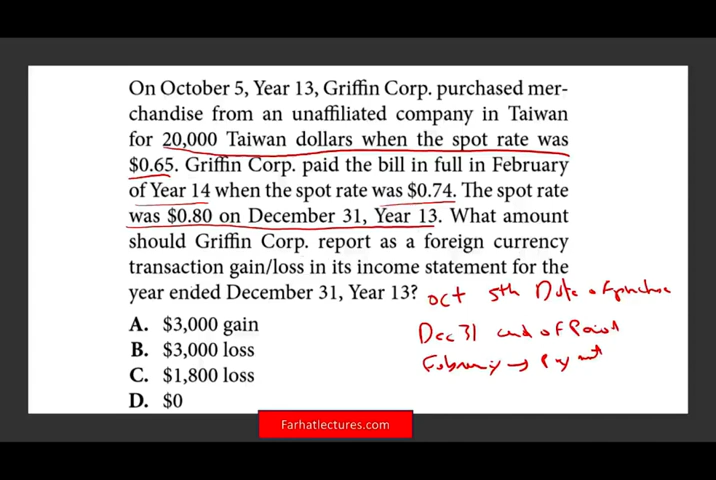 On October 5, Year 13, Griffin Corp. purchased mer-
chandise from an unaffiliated company in Taiwan
for 20,000 Taiwan dollars when the spot rate was
$0.65. Griffin Corp. paid the bill in full in February
of Year 14 when the spot rate was $0.74. The spot rate
was $0.80 on December 31, Year 13. What amount
should Griffin Corp. report as a foreign currency
transaction gain/loss in its income statement for the
year ended December 31, Year 13?
oct 5th Date of purchase
A. $3,000 gain
Dec 31 end of Period
B. $3,000 loss
February → Payment
C. $1,800 loss
D. $0
Farhatlectures.com